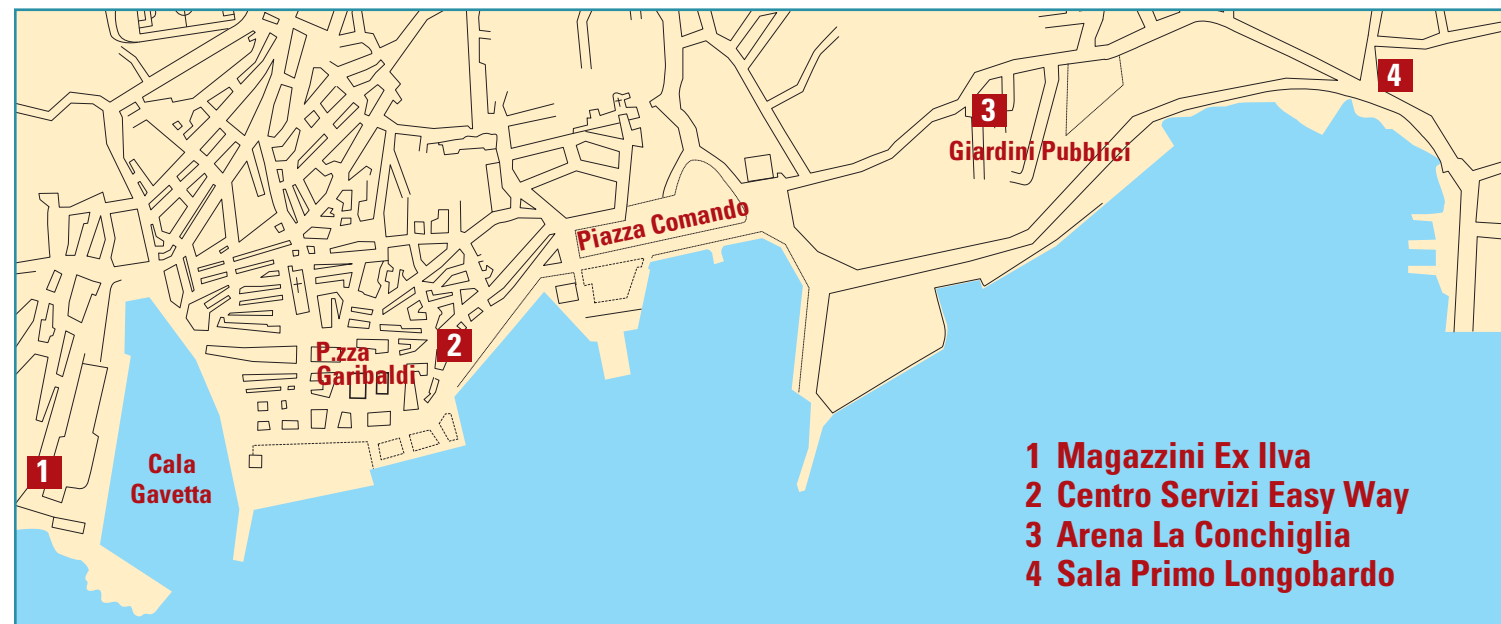 4
3
Giardini Pubblici
Piazza Comando
2
P.zza
Garibaldi
1
Cala
Gavetta
1 Magazzini Ex Ilva
2 Centro Servizi Easy Way
3 Arena La Conchiglia
4 Sala Primo Longobardo